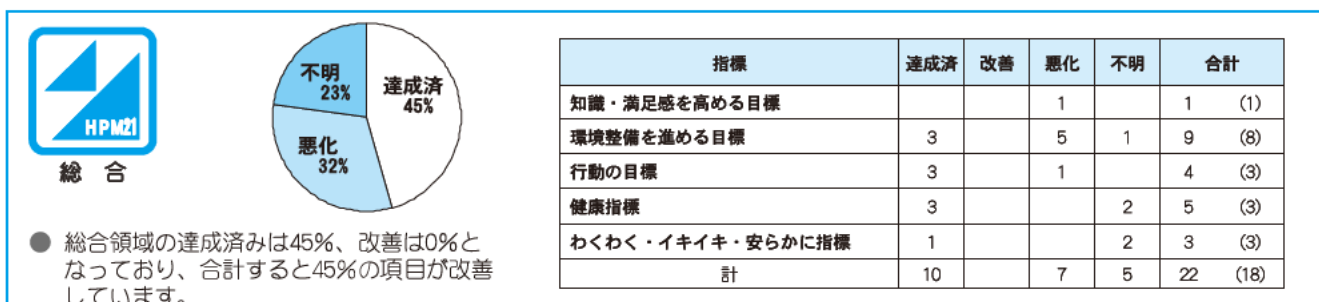 HPM21
総合
不明
23%
達成済
45%
悪化
32%
● 総合領域の達成済みは45%、改善は0%と
なっており、合計すると45%の項目が改善
しています。
指標 達成済 改善 悪化 不明 合計
知識・満足感を高める目標 1 1 (1)
環境整備を進める目標 3 5 1 9 (8)
行動の目標 3 1 4 (3)
健康指標 3 2 5 (3)
わくわく・イキイキ・安らかに指標 1 2 3 (3)
計 10 7 5 22 (18)